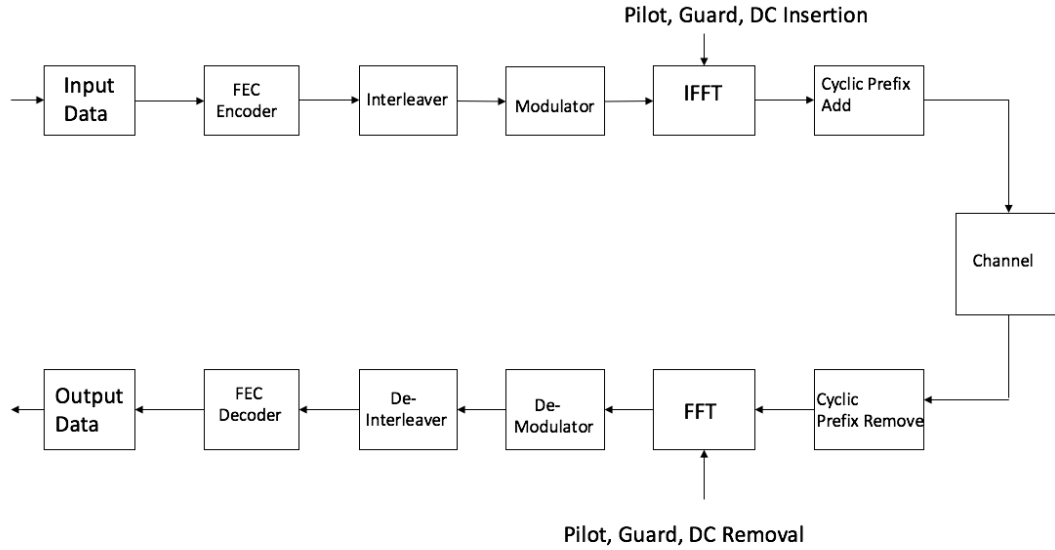 Pilot, Guard, DC Insertion
Input
Data
FEC
Encoder
Interleaver
Modulator
IFFT
Cyclic Prefix
Add
Channel
Output
Data
FEC
Decoder
De-
Interleaver
De-
Modulator
FFT
Cyclic
Prefix Remove
Pilot, Guard, DC Removal